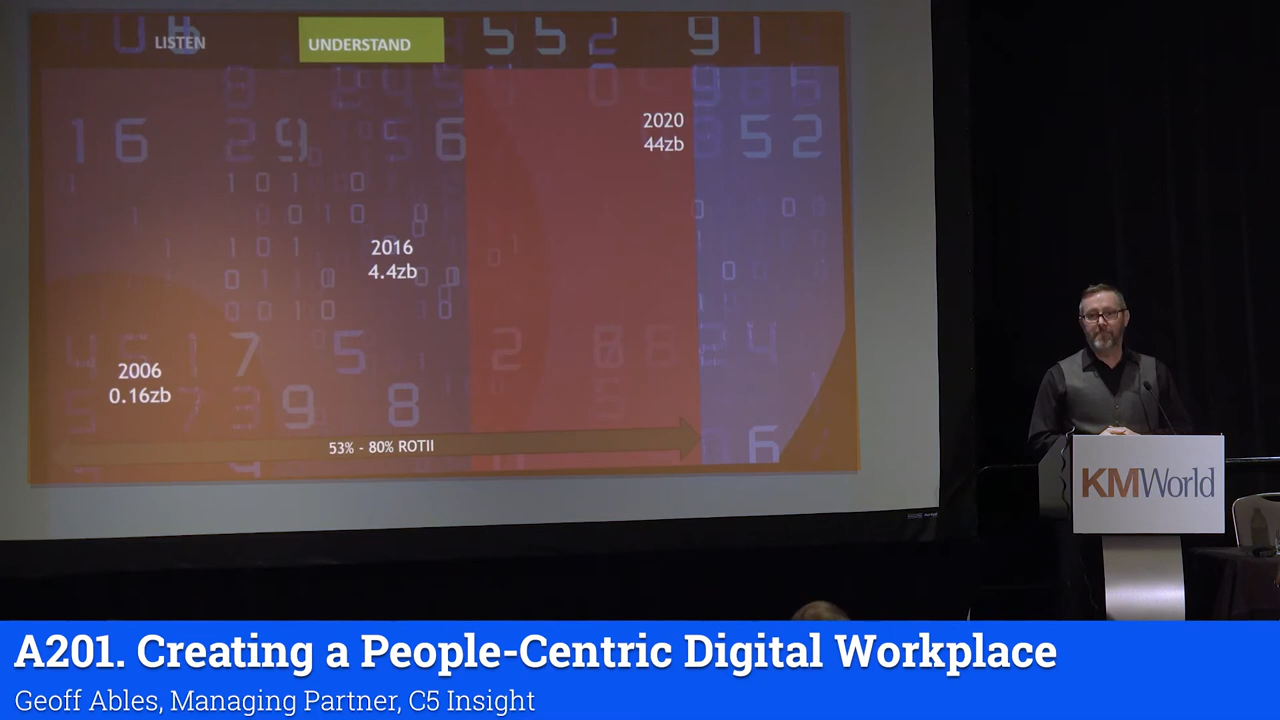 LISTEN
UNDERSTAND
2020
44zb
2016
4.4zb
2006
0.16zb
53% - 80% ROTII
KMWorld
A201. Creating a People-Centric Digital Workplace
Geoff Ables, Managing Partner, C5 Insight